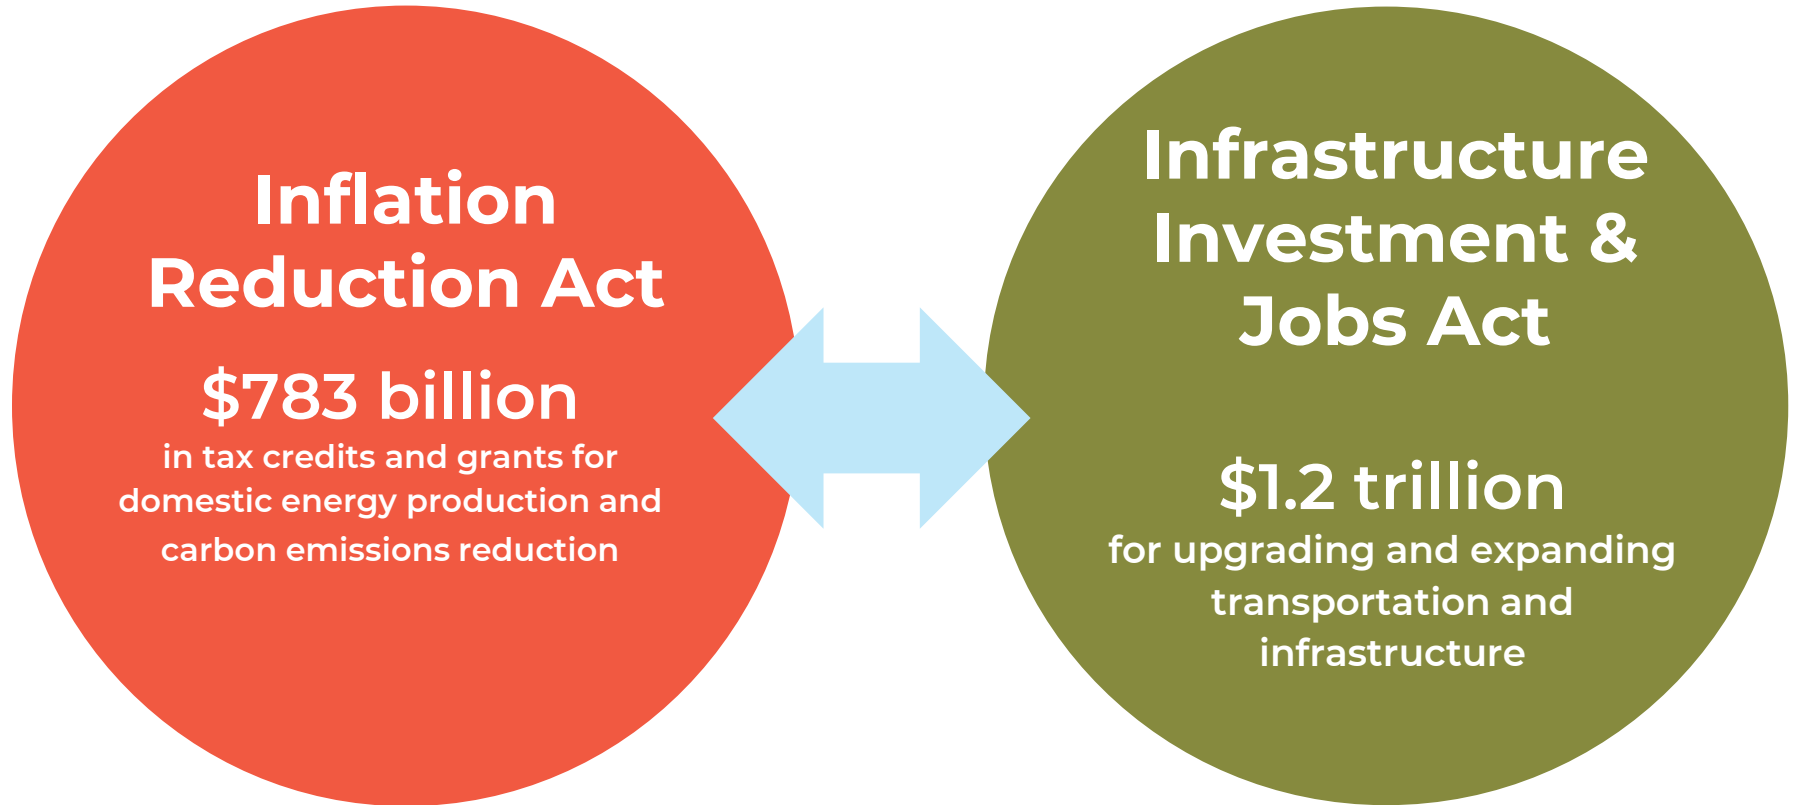 Inflation
Reduction Act
$783 billion
in tax credits and grants for
domestic energy production and
carbon emissions reduction
Infrastructure
Investment &
Jobs Act
$1.2 trillion
for upgrading and expanding
transportation and
infrastructure